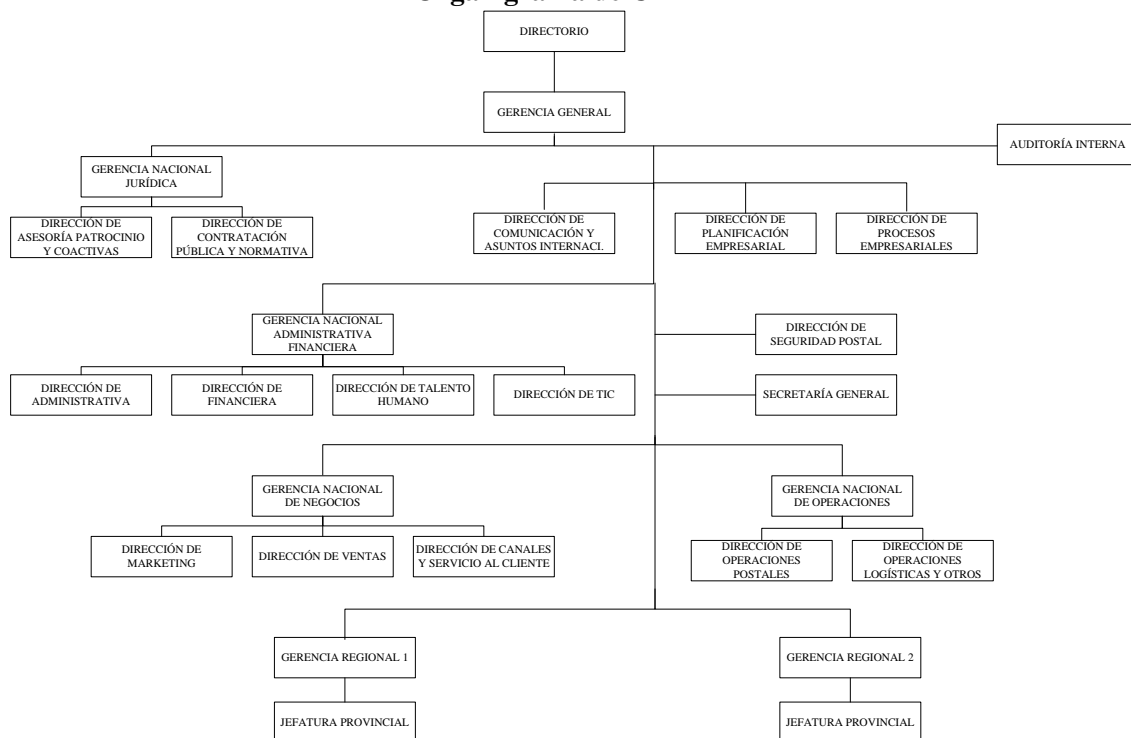 DIRECTORIO
GERENCIA GENERAL
AUDITORÍA INTERNA
GERENCIA NACIONAL
JURÍDICA
DIRECCIÓN DE
ASESORÍA PATROCINIO
Y COACTIVAS
DIRECCIÓN DE
CONTRATACIÓN
PÚBLICA Y NORMATIVA
DIRECCIÓN DE
COMUNICACIÓN Y
ASUNTOS INTERNACI.
DIRECCIÓN DE
PLANIFICACIÓN
EMPRESARIAL
DIRECCIÓN DE
PROCESOS
EMPRESARIALES
GERENCIA NACIONAL
ADMINISTRATIVA
FINANCIERA
DIRECCIÓN DE
SEGURIDAD POSTAL
DIRECCIÓN DE
ADMINISTRATIVA
DIRECCIÓN DE
FINANCIERA
DIRECCIÓN DE TALENTO
HUMANO
DIRECCIÓN DE TIC
SECRETARÍA GENERAL
GERENCIA NACIONAL
DE NEGOCIOS
GERENCIA NACIONAL
DE OPERACIONES
DIRECCIÓN DE
MARKETING
DIRECCIÓN DE VENTAS
DIRECCIÓN DE CANALES
Y SERVICIO AL CLIENTE
DIRECCIÓN DE
OPERACIONES
POSTALES
DIRECCIÓN DE
OPERACIONES
LOGÍSTICAS Y OTROS
GERENCIA REGIONAL 1
GERENCIA REGIONAL 2
JEFATURA PROVINCIAL
JEFATURA PROVINCIAL